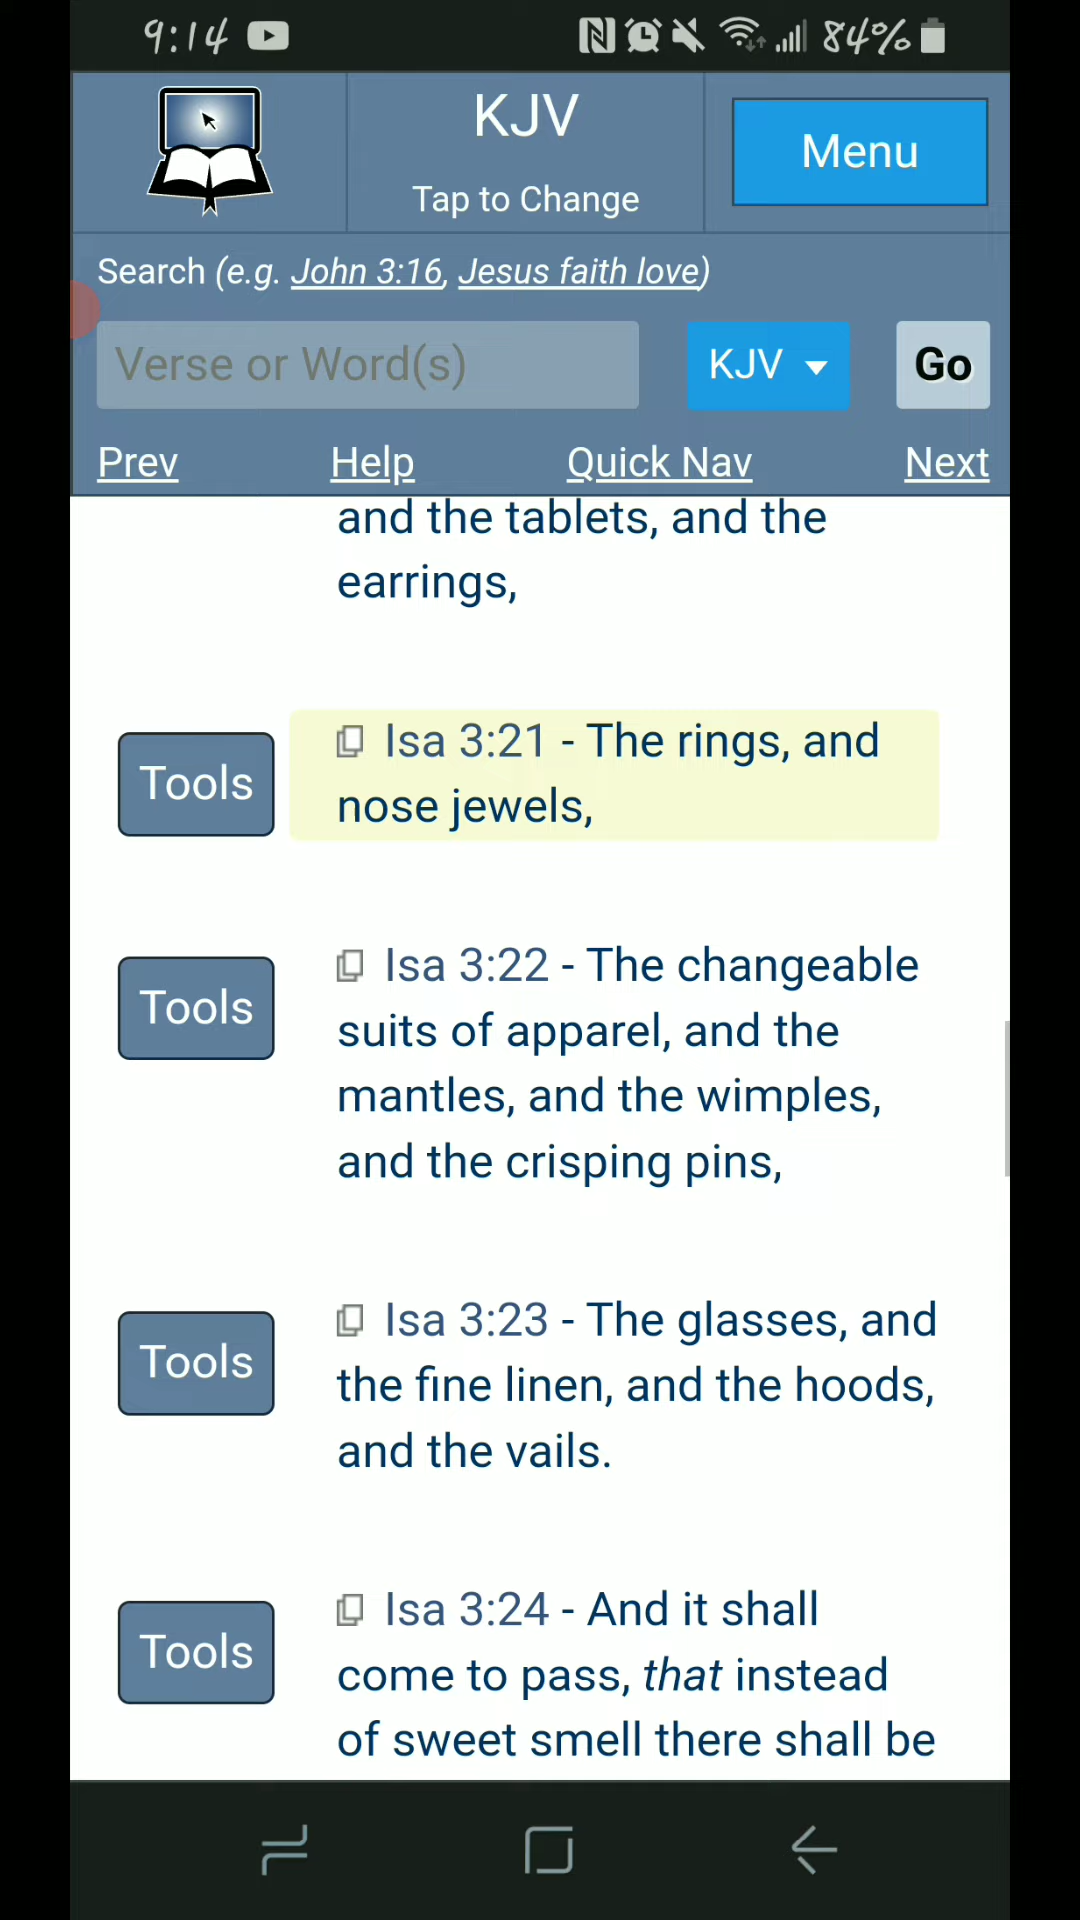 9:14 84%
KJV
Tap to Change
Menu
Search (e.g. John 3:16, Jesus faith love)
Verse or Word(s) KJV Go
Prev Help Quick Nav Next
and the tablets, and the
earrings,
Tools
Isa 3:21 - The rings, and
nose jewels,
Tools
Isa 3:22 - The changeable
suits of apparel, and the
mantles, and the wimples,
and the crisping pins,
Tools
Isa 3:23 - The glasses, and
the fine linen, and the hoods,
and the vails.
Tools
Isa 3:24 - And it shall
come to pass, that instead
of sweet smell there shall be